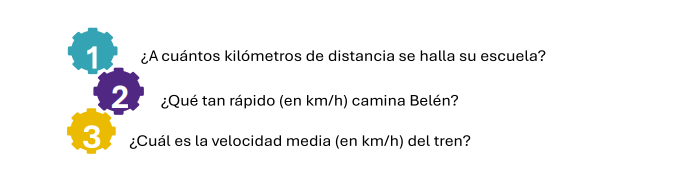 1 ¿A cuántos kilómetros de distancia se halla su escuela?
2 ¿Qué tan rápido (en km/h) camina Belén?
3 ¿Cuál es la velocidad media (en km/h) del tren?